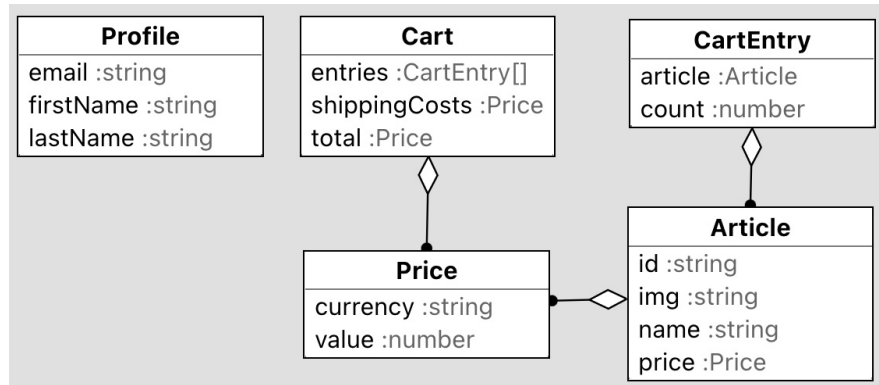 Profile
email :string
firstName :string
lastName :string
Cart
entries :CartEntry[]
shippingCosts :Price
total :Price
CartEntry
article :Article
count :number
Price
currency :string
value :number
Article
id :string
img :string
name :string
price :Price